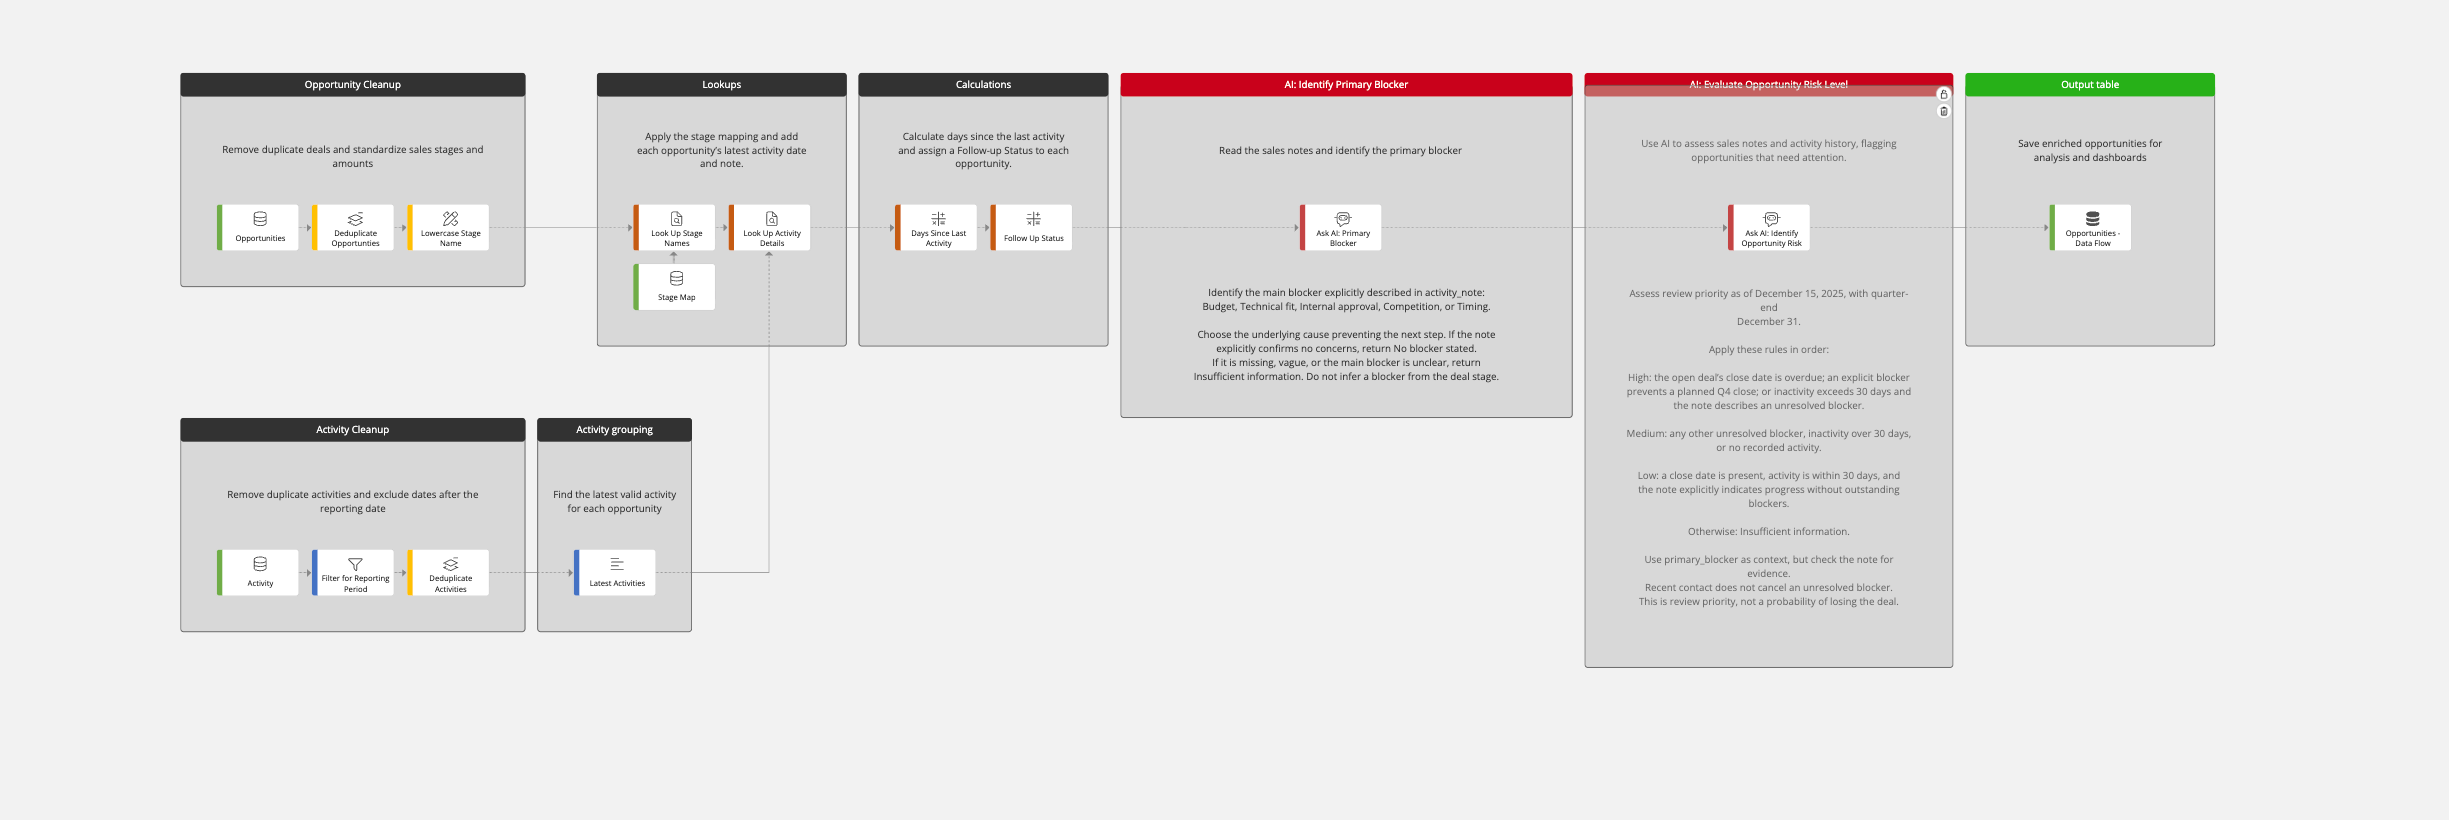 Opportunity Cleanup
Remove duplicate deals and standardize sales stages and
amounts
Opportunities
Deduplicate
Opportunties
Lowercase Stage
Name
Lookups
Apply the stage mapping and add
each opportunity's latest activity date
and note.
Look Up Stage
Names
Look Up Activity
Details
Stage Map
Calculations
Calculate days since the last activity
and assign a Follow-up Status to each
opportunity.
Days Since Last
Activity
Follow Up Status
AI: Identify Primary Blocker
Read the sales notes and identify the primary blocker
Ask AI: Primary
Blocker
Identify the main blocker explicitly described in activity_note:
Budget, Technical fit, Internal approval, Competition, or Timing.
Choose the underlying cause preventing the next step. If the note
explicitly confirms no concerns, return No blocker stated.
If it is missing, vague, or the main blocker is unclear, return
Insufficient information. Do not infer a blocker from the deal stage.
AI: Evaluate Opportunity Risk Level
Use AI to assess sales notes and activity history, flagging
opportunities that need attention.
Ask AI: Identify
Opportunity Risk
Assess review priority as of December 15, 2025, with quarter-
end
December 31.
Apply these rules in order:
High: the open deal's close date is overdue; an explicit blocker
prevents a planned Q4 close; or inactivity exceeds 30 days and
the note describes an unresolved blocker.
Medium: any other unresolved blocker, inactivity over 30 days,
or no recorded activity.
Low: a close date is present, activity is within 30 days, and
the note explicitly indicates progress without outstanding
blockers.
Otherwise: Insufficient information.
Use primary_blocker as context, but check the note for
evidence.
Recent contact does not cancel an unresolved blocker.
This is review priority, not a probability of losing the deal.
Output table
Save enriched opportunities for
analysis and dashboards
Opportunities -
Data Flow
Activity Cleanup
Remove duplicate activities and exclude dates after the
reporting date
Activity
Filter for Reporting
Period
Deduplicate
Activities
Activity grouping
Find the latest valid activity
for each opportunity
Latest Activities